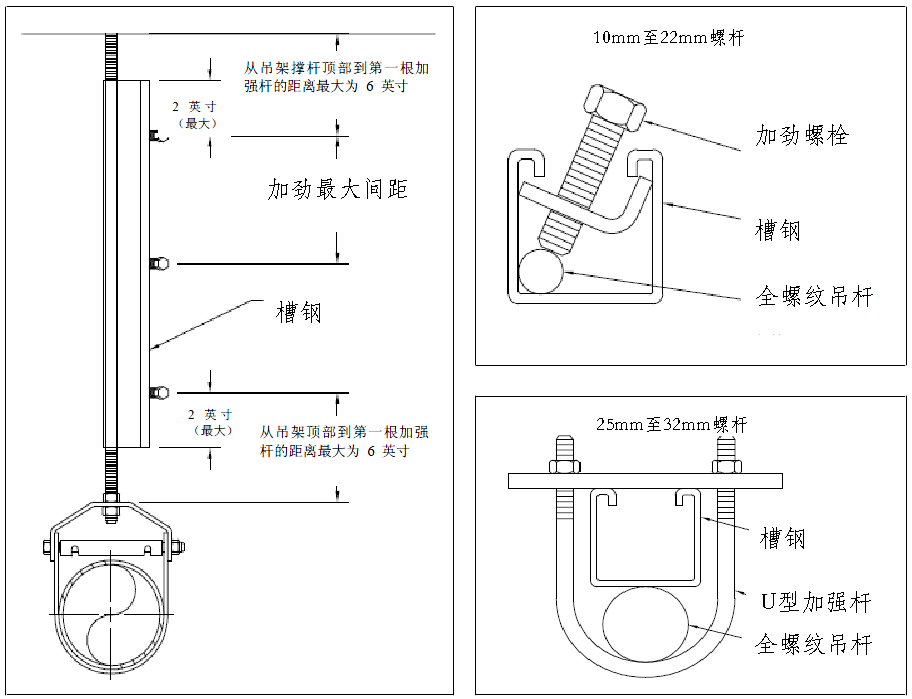 从吊架撑杆顶部到第一根加
强杆的距离最大为 6 英寸
2 英寸
（最大）
加劲最大间距
槽钢
2 英寸
（最大）
从吊架顶部到第一根加强
杆的距离最大为 6 英寸
10mm至22mm螺杆
加劲螺栓
槽钢
全螺纹吊杆
25mm至32mm螺杆
槽钢
U型加强杆
全螺纹吊杆